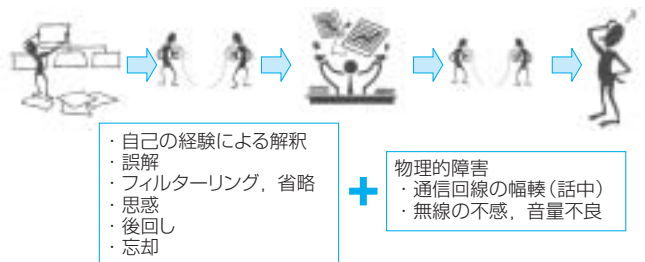 ・自己の経験による解釈
・誤解
・フィルターリング，省略
・思惑
・後回し
・忘却
物理的障害
・通信回線の輻輳（話中）
・無線の不感，音量不良